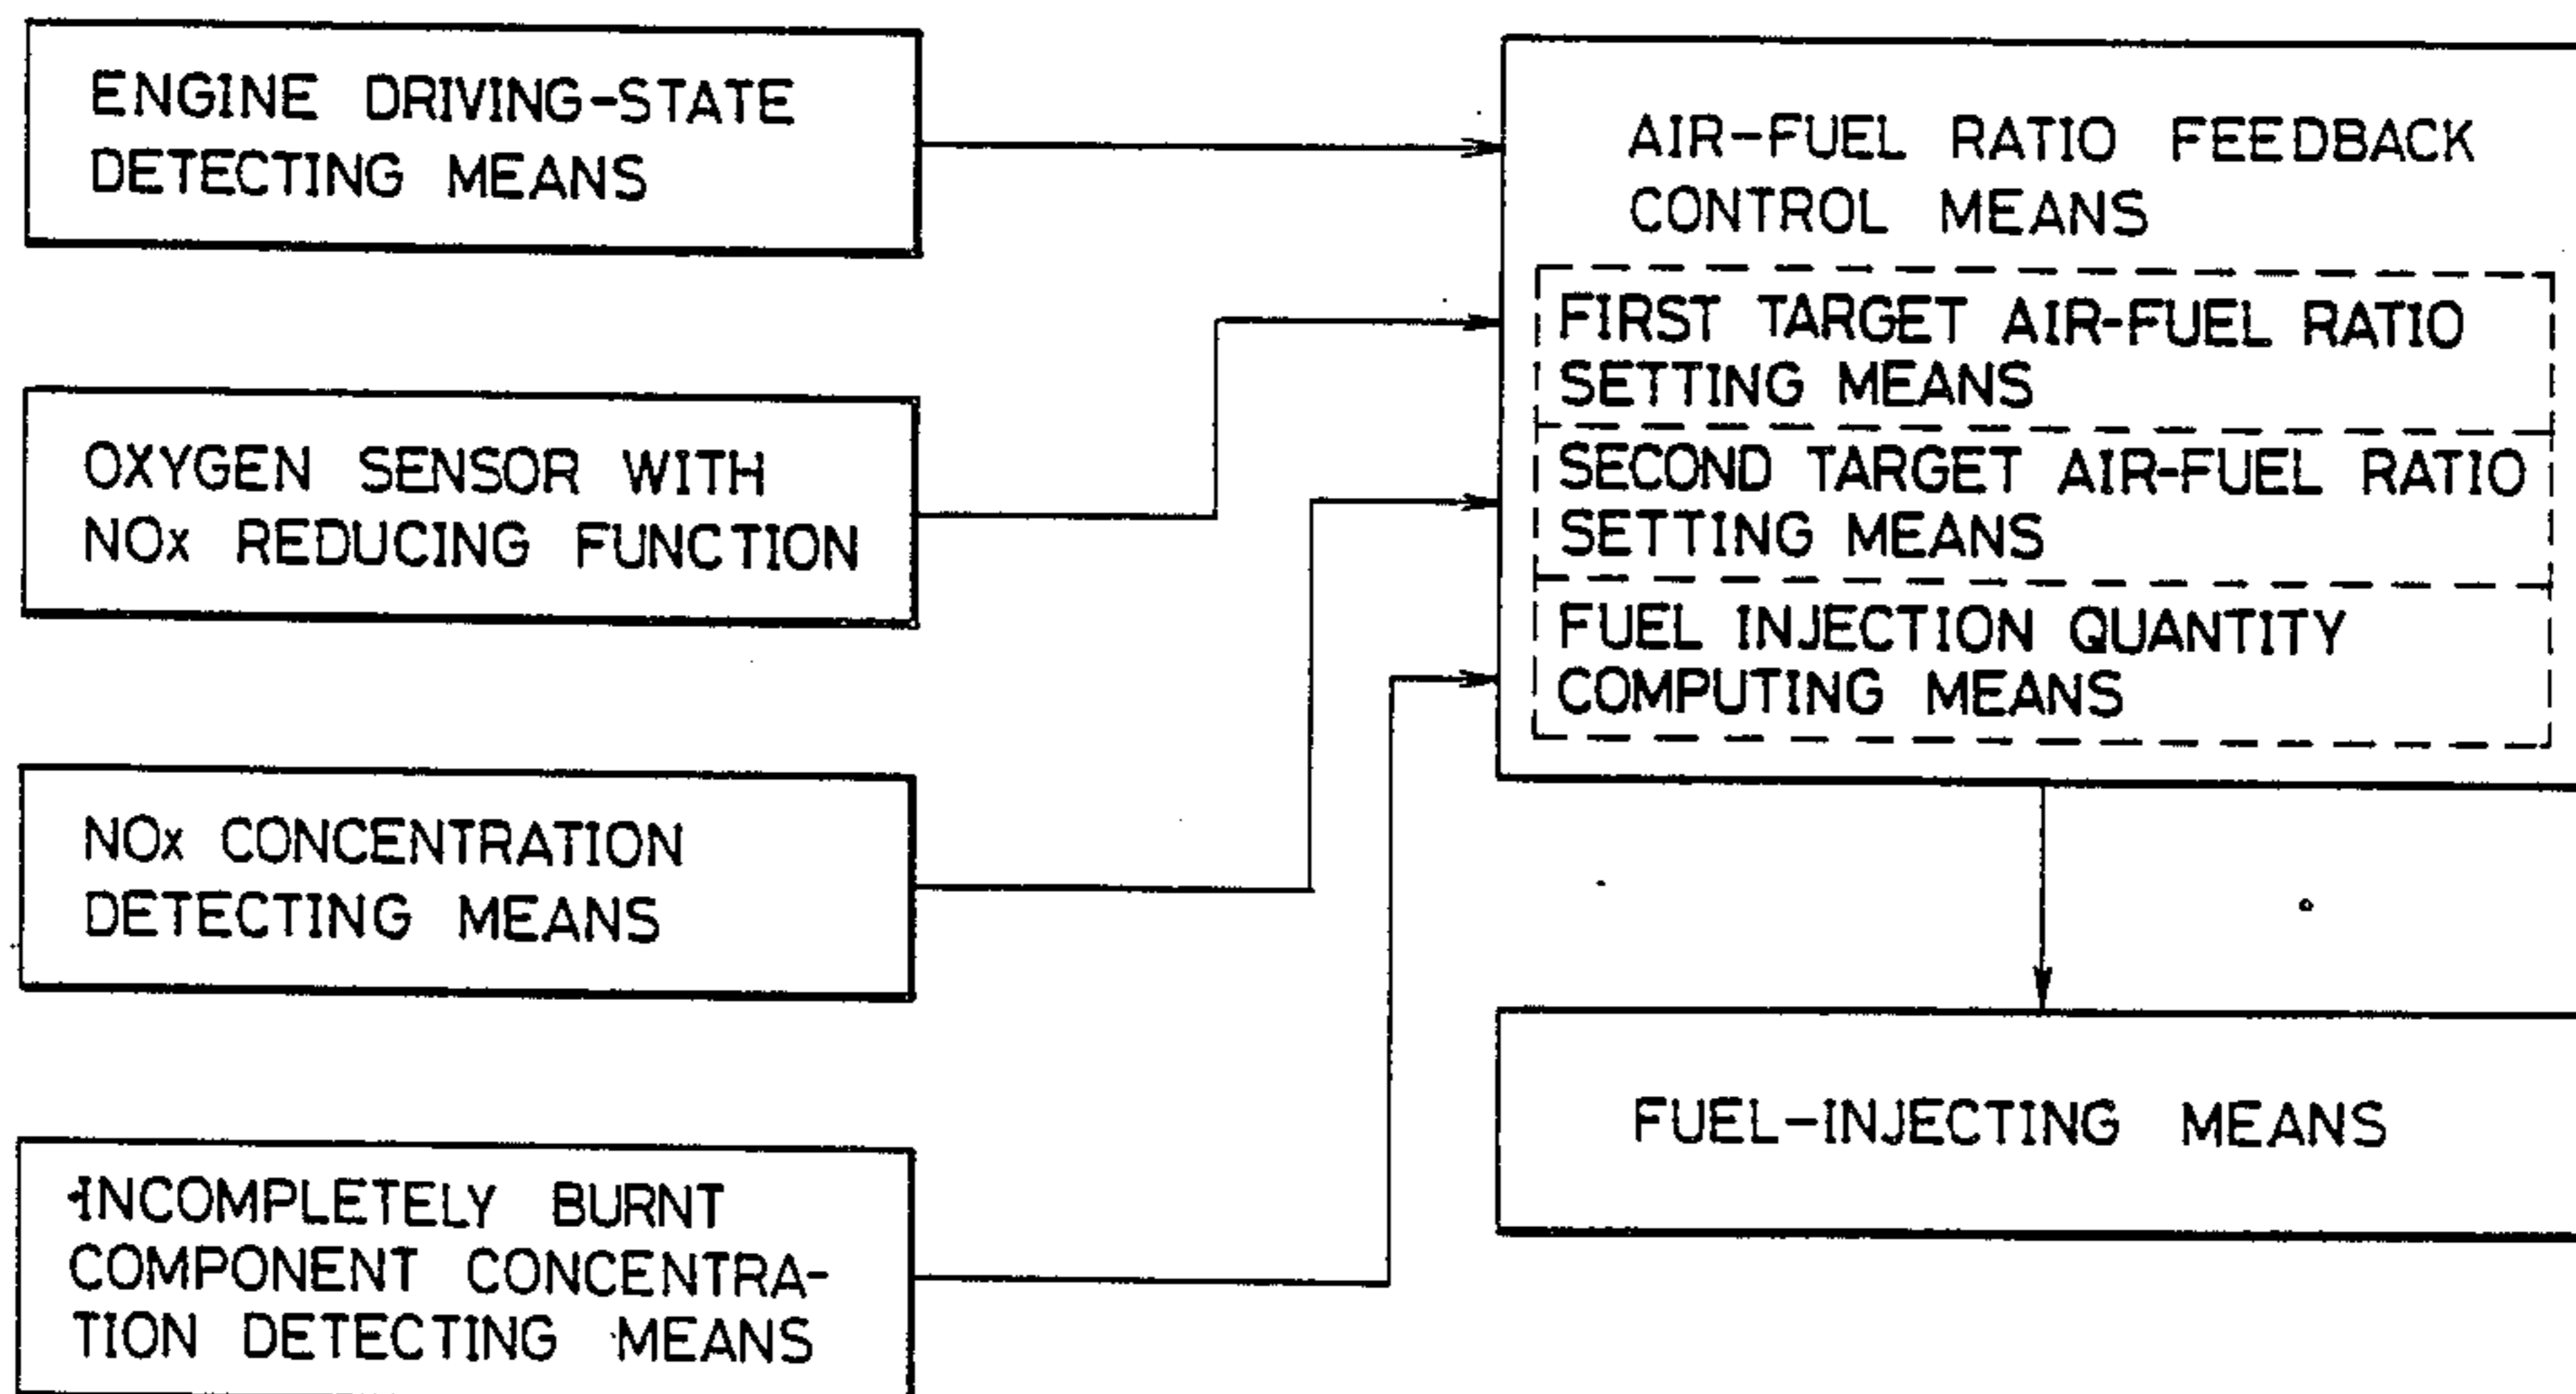 ENGINE DRIVING-STATE
DETECTING MEANS
OXYGEN SENSOR WITH
NOx REDUCING FUNCTION
NOx CONCENTRATION
DETECTING MEANS
INCOMPLETELY BURNT
COMPONENT CONCENTRA-
TION DETECTING MEANS
AIR-FUEL RATIO FEEDBACK
CONTROL MEANS
FIRST TARGET AIR-FUEL RATIO
SETTING MEANS
SECOND TARGET AIR-FUEL RATIO
SETTING MEANS
FUEL INJECTION QUANTITY
COMPUTING MEANS
FUEL-INJECTING MEANS